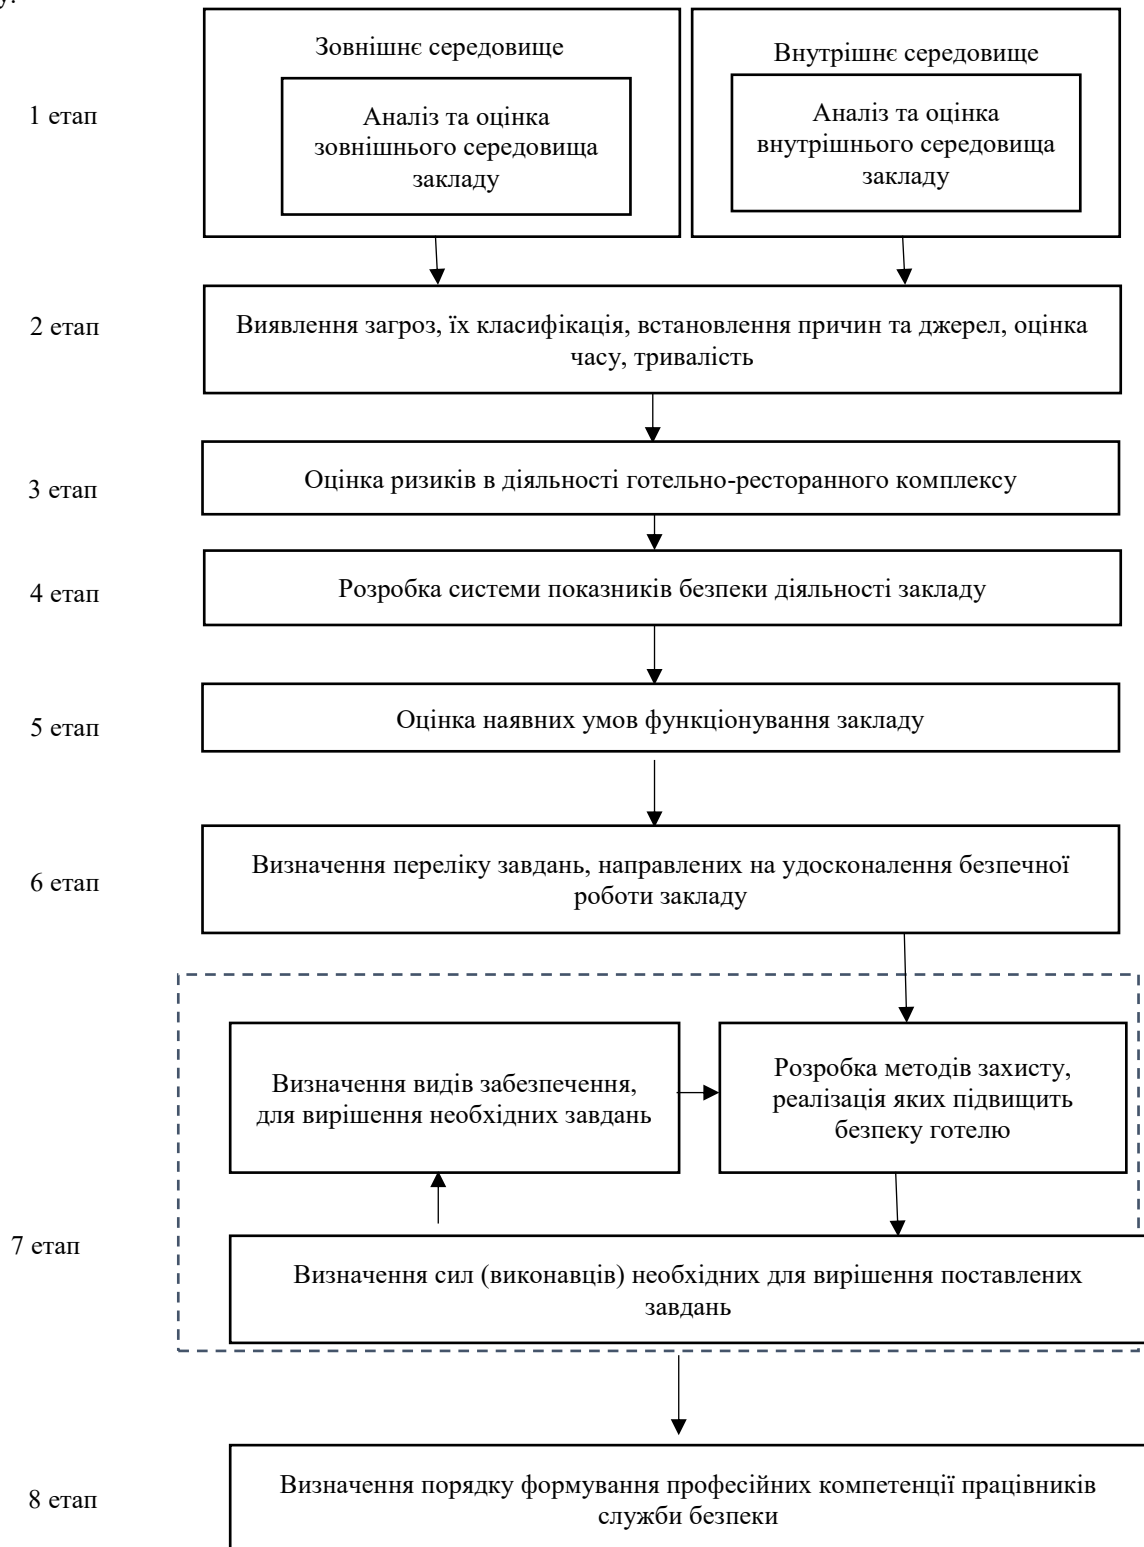 у.
Зовнішнє середовище
Внутрішнє середовище
1 етап
Аналіз та оцінка
зовнішнього середовища
закладу
Аналіз та оцінка
внутрішнього середовища
закладу
2 етап
Виявлення загроз, їх класифікація, встановлення причин та джерел, оцінка
часу, тривалість
3 етап
Оцінка ризиків в діяльності готельно-ресторанного комплексу
4 етап
Розробка системи показників безпеки діяльності закладу
5 етап
Оцінка наявних умов функціонування закладу
6 етап
Визначення переліку завдань, направлених на удосконалення безпечної
роботи закладу
Визначення видів забезпечення,
для вирішення необхідних завдань
Розробка методів захисту,
реалізація яких підвищить
безпеку готелю
7 етап
Визначення сил (виконавців) необхідних для вирішення поставлених
завдань
8 етап
Визначення порядку формування професійних компетенції працівників
служби безпеки